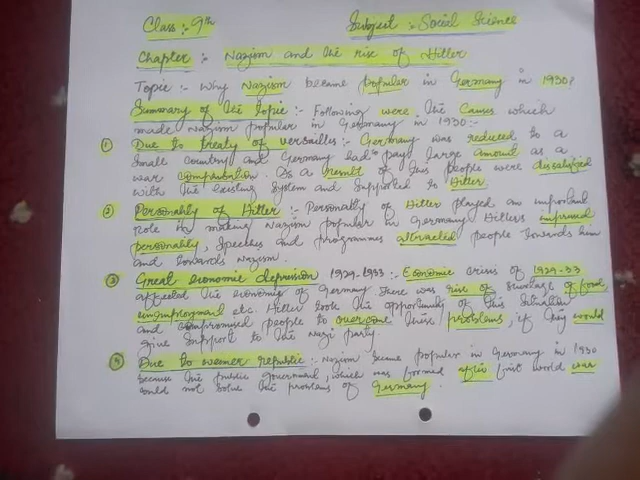 Class :- 9th Subject :- Social Science
Chapter :- Nazism and the rise of Hitler
Topic :- Why Nazism became popular in Germany in 1930?
Summary of the Topic :- Following were the causes which
made Nazism popular in Germany in 1930 :-
① Due to treaty of versailles :- Germany was reduced to a
small country and Germany had pay large amount as a
war . As a result of this people were dissatisfied
with the existing system and supported to Hitler.
② Personality of Hitler :- Personality of Hitler played an important
role in making Nazism popular in Germany. Hitlers
personality, speeches and programmes attracted people towards him
and towards Nazism.
③ Great economic depression 1929-1933 :- Economic crisis of 1929-33
affected the economy of Germany there was rise of shortage of food,
unemployment etc. Hitler took the opportunity of this situation
and people to overcome these problems, if they would
give support to the Nazi party.
④ Due to republic :- Nazism became popular in Germany in 1930
because the public government, which was formed after first world war
could not solve the problems of Germany.